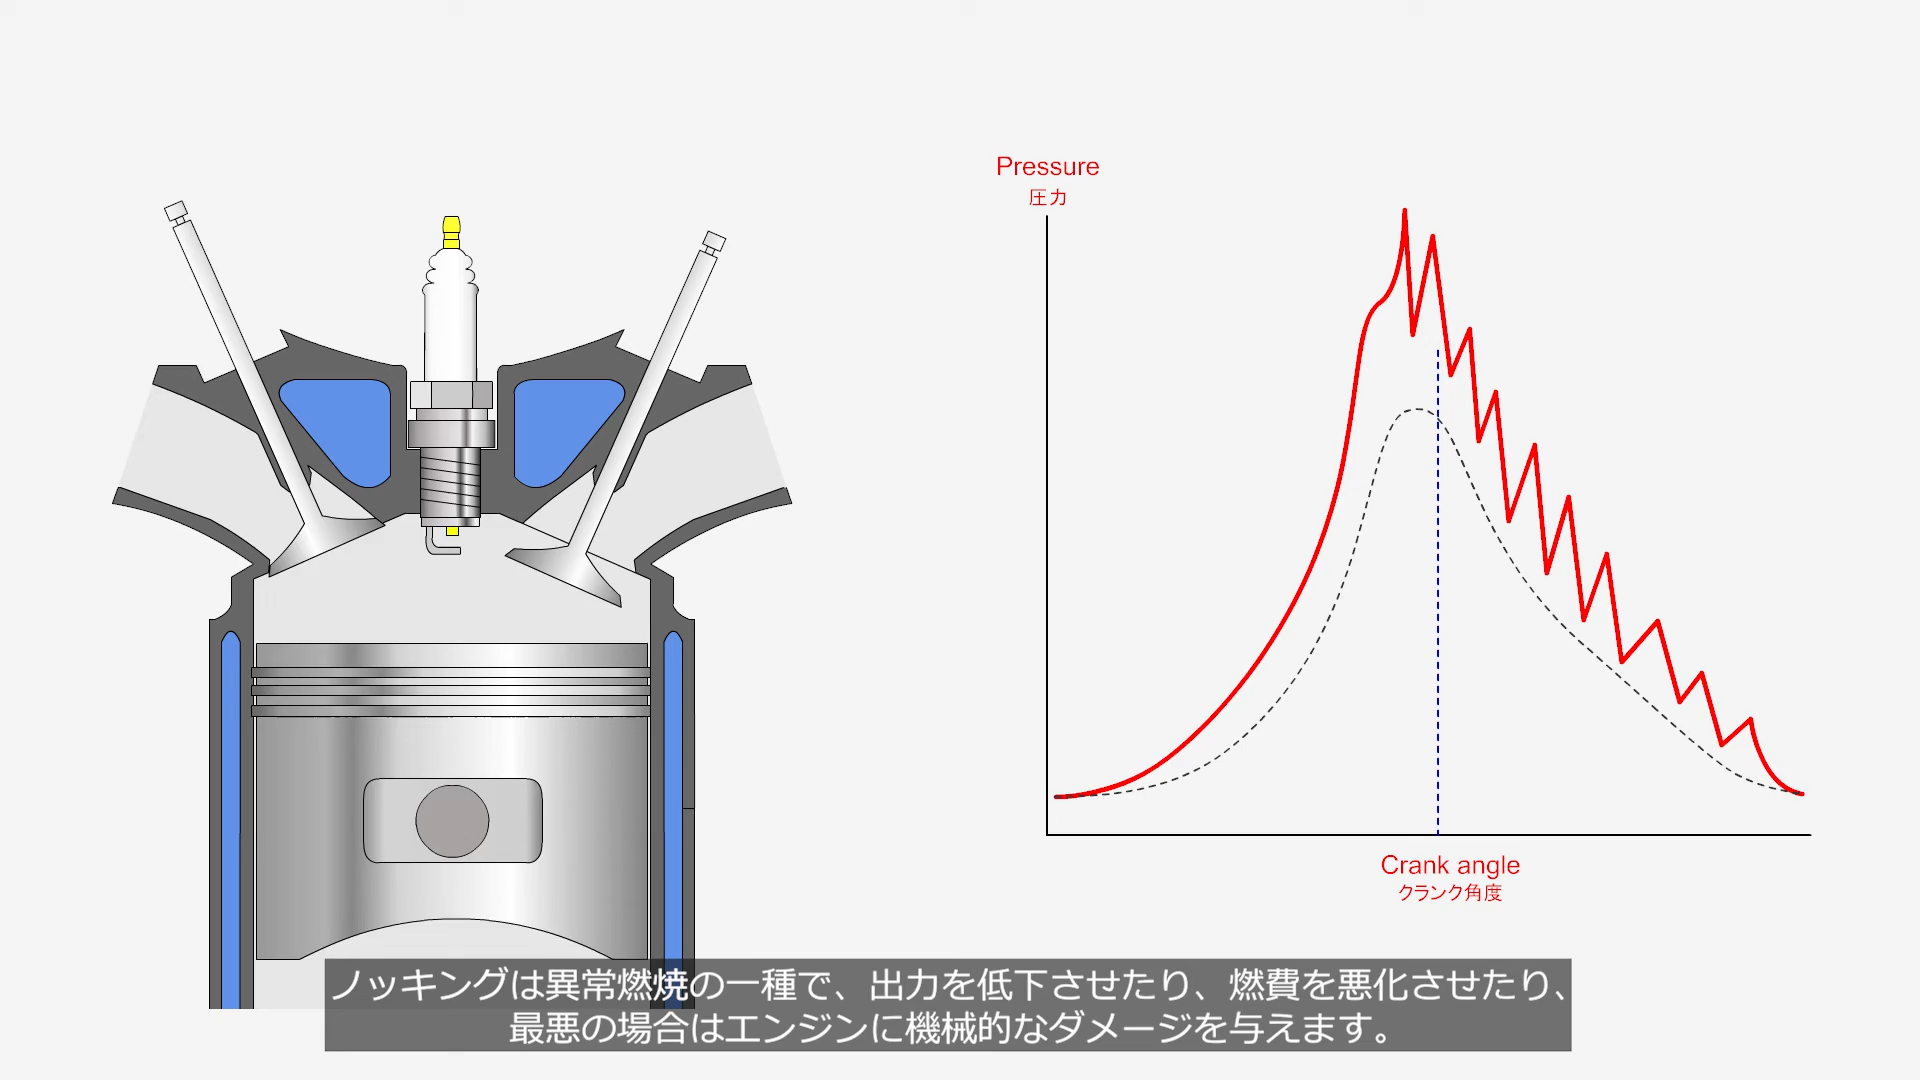 Pressure
圧力
Crank angle
クランク角度
ノッキングは異常燃焼の一種で、出力を低下させたり、燃費を悪化させたり、
最悪の場合はエンジンに機械的なダメージを与えます。